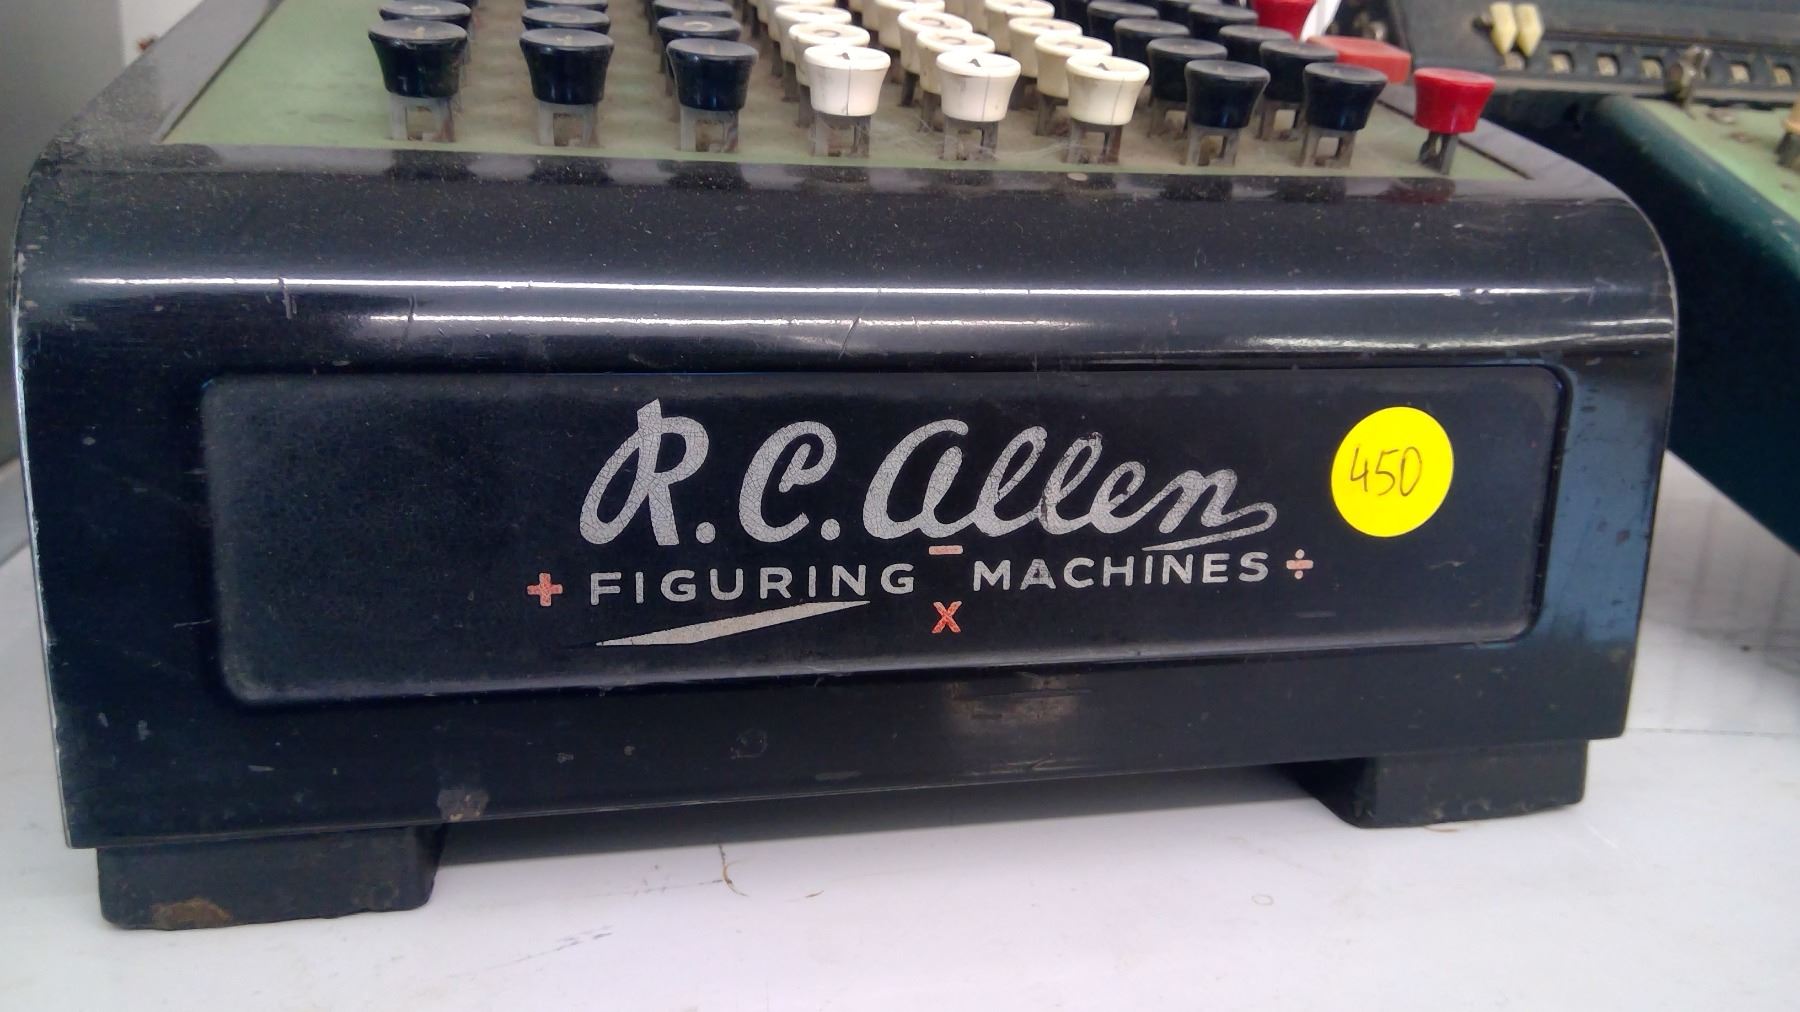 R.C. Allen
450
+ FIGURING - MACHINES ÷
x